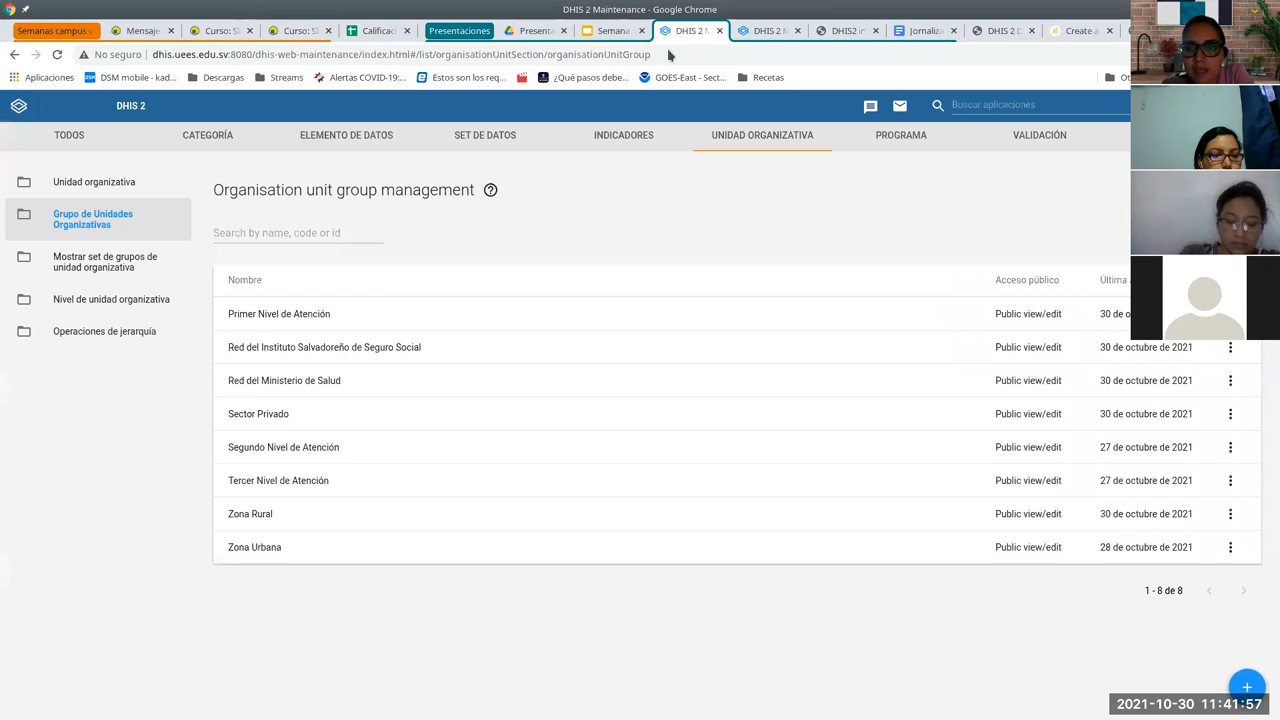 DHIS 2 Maintenance - Google Chrome
Semanas campus v
Mensaje
Curso: SI
Curso: SI
Calificac
Presentaciones
Present
Semana
DHIS 2 M
DHIS 2 M
DHIS2 in
Jornaliz
DHIS 2 D
Create a
No seguro
dhis.uees.edu.sv:8080/dhis-web-maintenance/index.html#/list/organisationUnitSection/organisationUnitGroup
Aplicaciones
DSM mobile - kad...
Descargas
Streams
Alertas COVID-19:...
Estos son los req...
¿Qué pasos debe...
GOES-East - Sect...
Recetas
Ot
DHIS 2
Buscar aplicaciones
TODOS
CATEGORÍA
ELEMENTO DE DATOS
SET DE DATOS
INDICADORES
UNIDAD ORGANIZATIVA
PROGRAMA
VALIDACIÓN
Unidad organizativa
Grupo de Unidades
Organizativas
Mostrar set de grupos de
unidad organizativa
Nivel de unidad organizativa
Operaciones de jerarquía
Organisation unit group management
Search by name, code or id
Nombre Acceso público Última
Primer Nivel de Atención Public view/edit 30 de o
Red del Instituto Salvadoreño de Seguro Social Public view/edit 30 de octubre de 2021
Red del Ministerio de Salud Public view/edit 30 de octubre de 2021
Sector Privado Public view/edit 30 de octubre de 2021
Segundo Nivel de Atención Public view/edit 27 de octubre de 2021
Tercer Nivel de Atención Public view/edit 27 de octubre de 2021
Zona Rural Public view/edit 30 de octubre de 2021
Zona Urbana Public view/edit 28 de octubre de 2021
1 - 8 de 8
2021-10-30 11:41:57